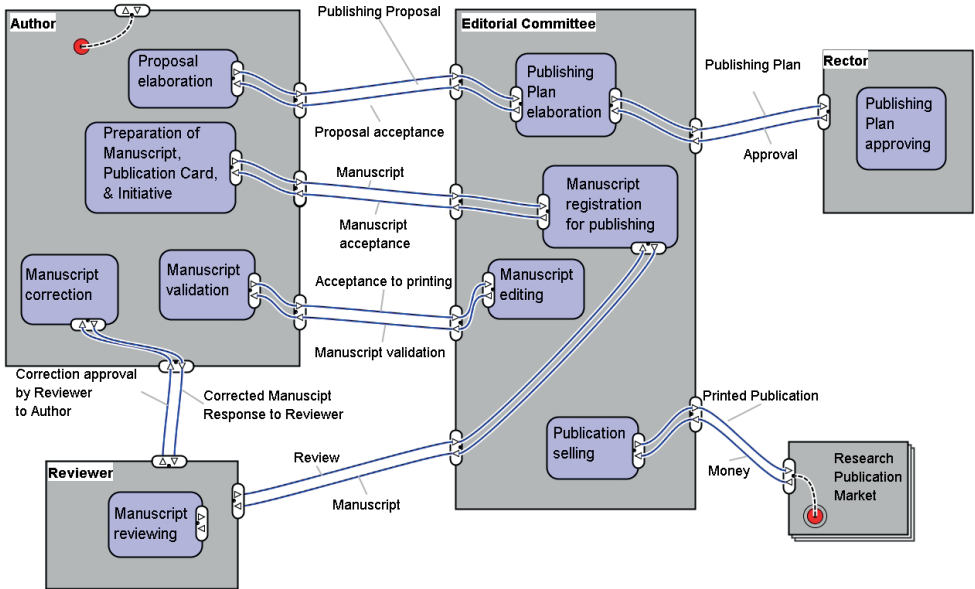 Author
Proposal
elaboration
Preparation of
Manuscript,
Publication Card,
& Initiative
Manuscript
correction
Manuscript
validation
Publishing Proposal
Proposal acceptance
Manuscript
Manuscript
acceptance
Acceptance to printing
Manuscript validation
Editorial Committee
Publishing
Plan
elaboration
Manuscript
registration
for publishing
Manuscript
editing
Publication
selling
Publishing Plan
Approval
Rector
Publishing
Plan
approving
Correction approval
by Reviewer
to Author
Corrected Manuscipt
Response to Reviewer
Reviewer
Manuscript
reviewing
Review
Manuscript
Printed Publication
Money
Research
Publication
Market